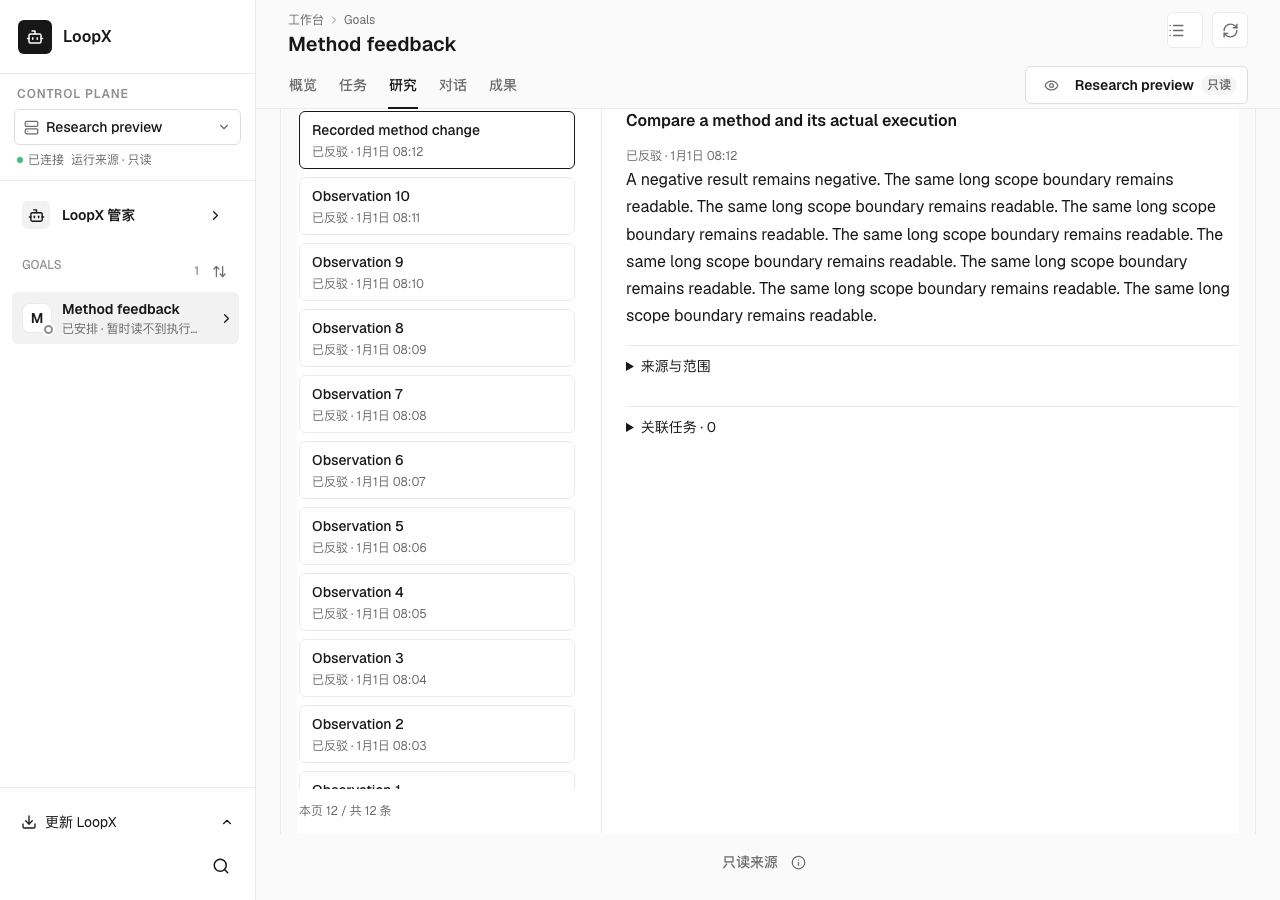 LoopX
CONTROL PLANE
Research preview
已连接 运行来源 · 只读
LoopX 管家
GOALS
1
M
Method feedback
已安排 · 暂时读不到执行…
更新 LoopX
工作台 > Goals
Method feedback
概览 任务 研究 对话 成果
Research preview 只读
Recorded method change
已反驳 · 1月1日 08:12
Observation 10
已反驳 · 1月1日 08:11
Observation 9
已反驳 · 1月1日 08:10
Observation 8
已反驳 · 1月1日 08:09
Observation 7
已反驳 · 1月1日 08:08
Observation 6
已反驳 · 1月1日 08:07
Observation 5
已反驳 · 1月1日 08:06
Observation 4
已反驳 · 1月1日 08:05
Observation 3
已反驳 · 1月1日 08:04
Observation 2
已反驳 · 1月1日 08:03
Observation 1
本页 12 / 共 12 条
Compare a method and its actual execution
已反驳 · 1月1日 08:12
A negative result remains negative. The same long scope boundary remains
readable. The same long scope boundary remains readable. The same long scope
boundary remains readable. The same long scope boundary remains readable. The
same long scope boundary remains readable. The same long scope boundary
remains readable. The same long scope boundary remains readable. The same long
scope boundary remains readable.
来源与范围
关联任务 · 0
只读来源